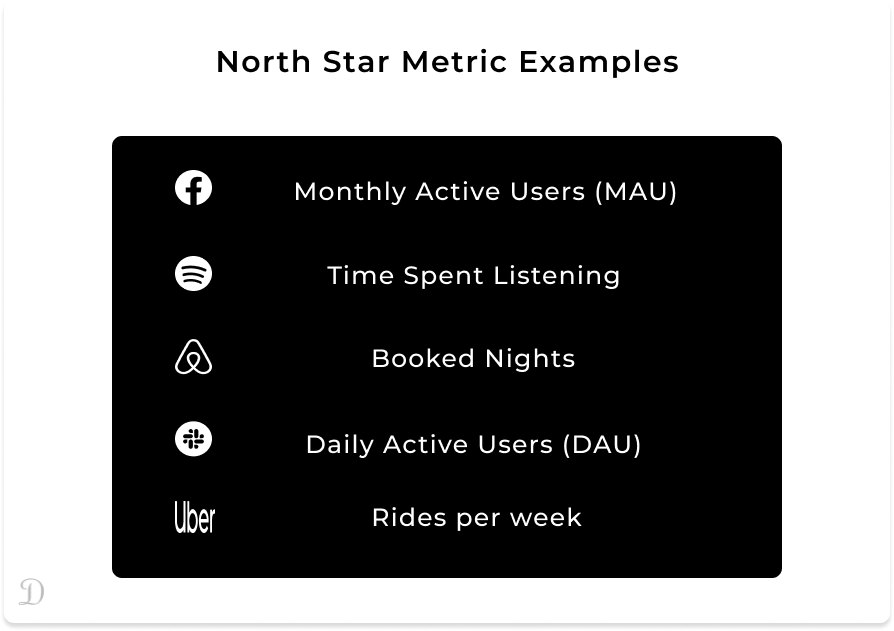 North Star Metric Examples
Monthly Active Users (MAU)
Time Spent Listening
Booked Nights
Daily Active Users (DAU)
Uber
Rides per week
D